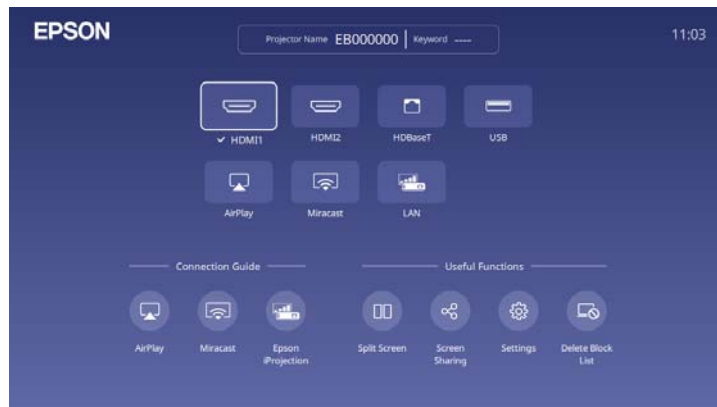 EPSON
Projector Name EB000000 | Keyword ----
11:03
✓ HDMI1 HDMI2 HDBaseT USB
AirPlay Miracast LAN
Connection Guide Useful Functions
AirPlay Miracast Epson Split Screen Screen Settings Delete Block
iProjection Sharing List